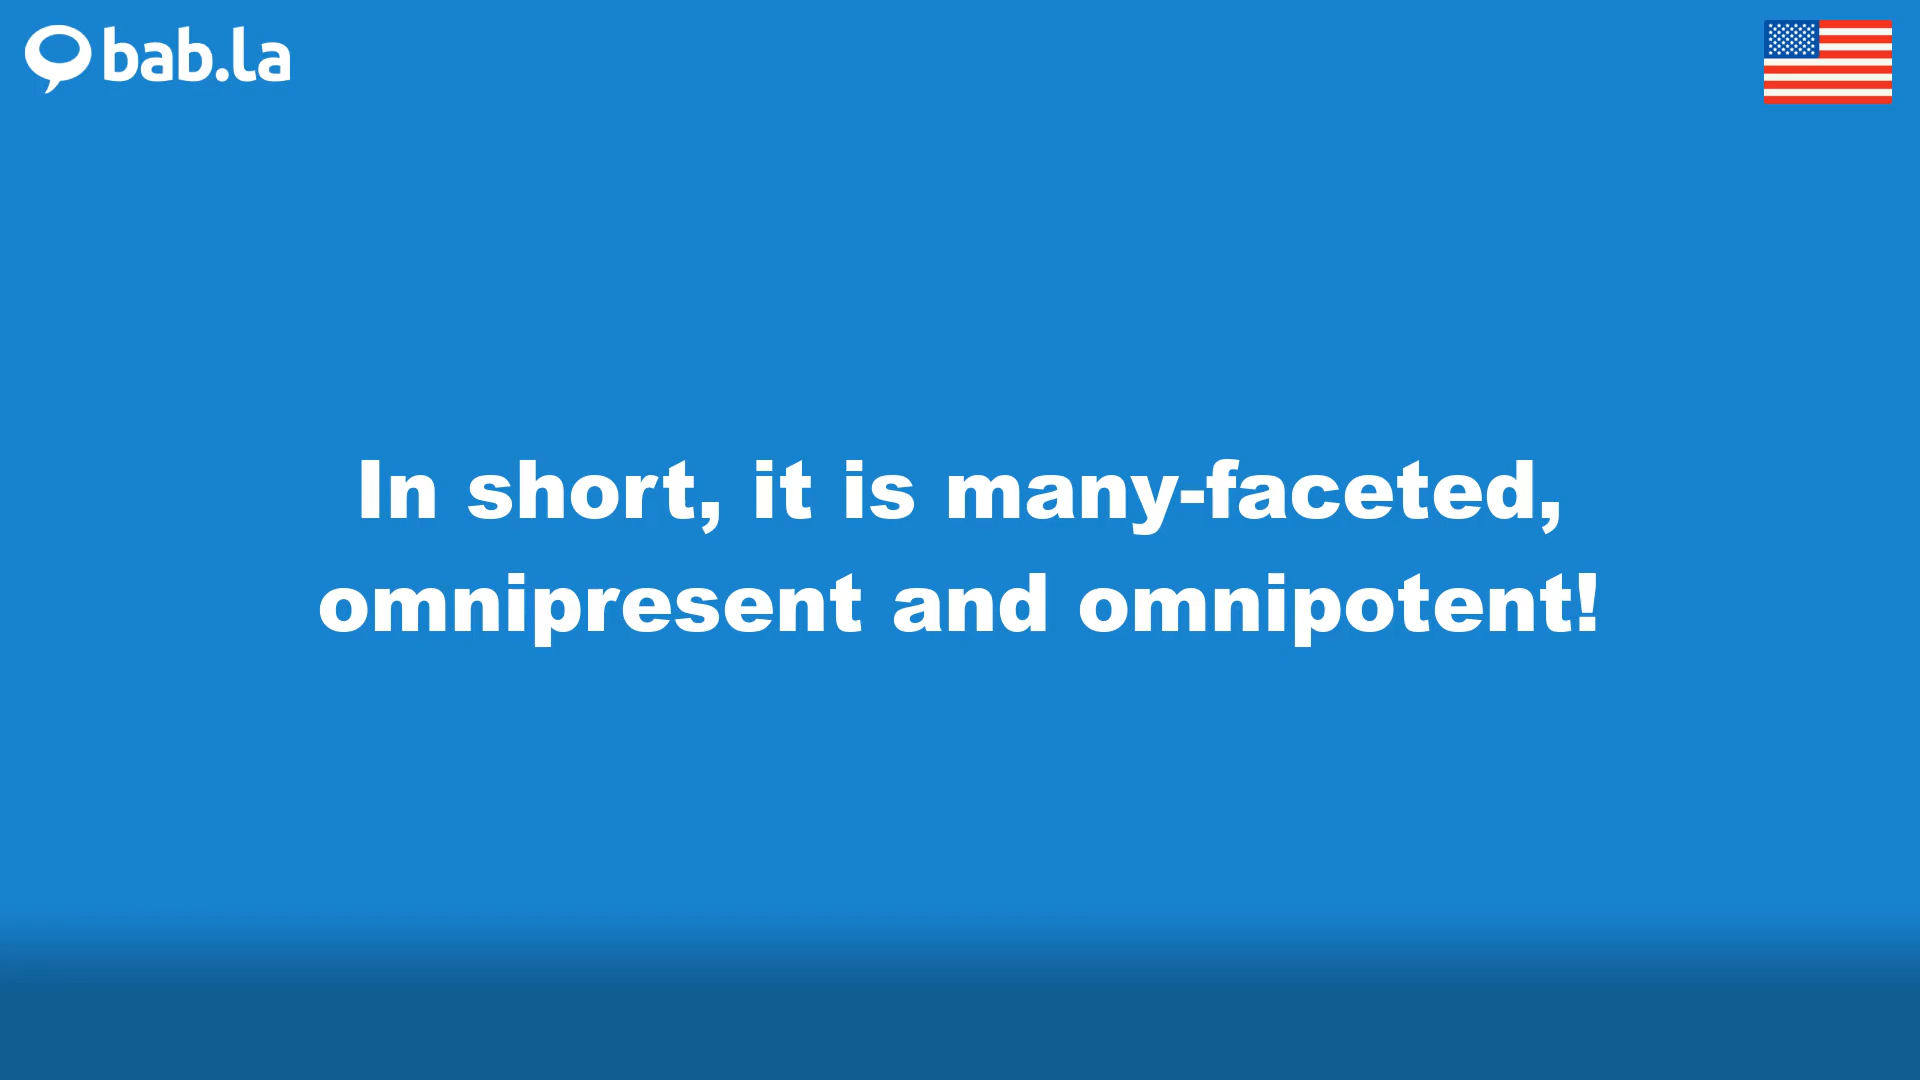 bab.la
In short, it is many-faceted,
omnipresent and omnipotent!